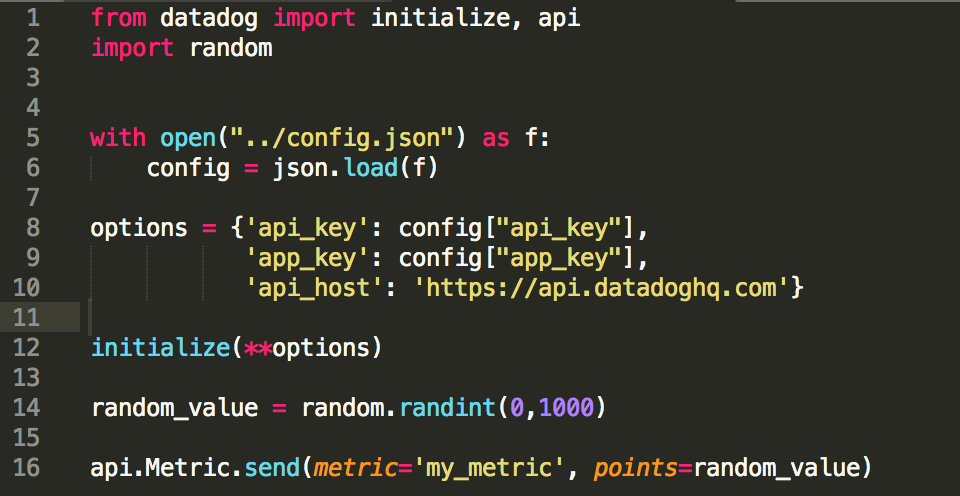 1 from datadog import initialize, api
2 import random
3
4
5 with open("../config.json") as f:
6     config = json.load(f)
7
8 options = {'api_key': config["api_key"],
9            'app_key': config["app_key"],
10            'api_host': 'https://api.datadoghq.com'}
11
12 initialize(**options)
13
14 random_value = random.randint(0,1000)
15
16 api.Metric.send(metric='my_metric', points=random_value)